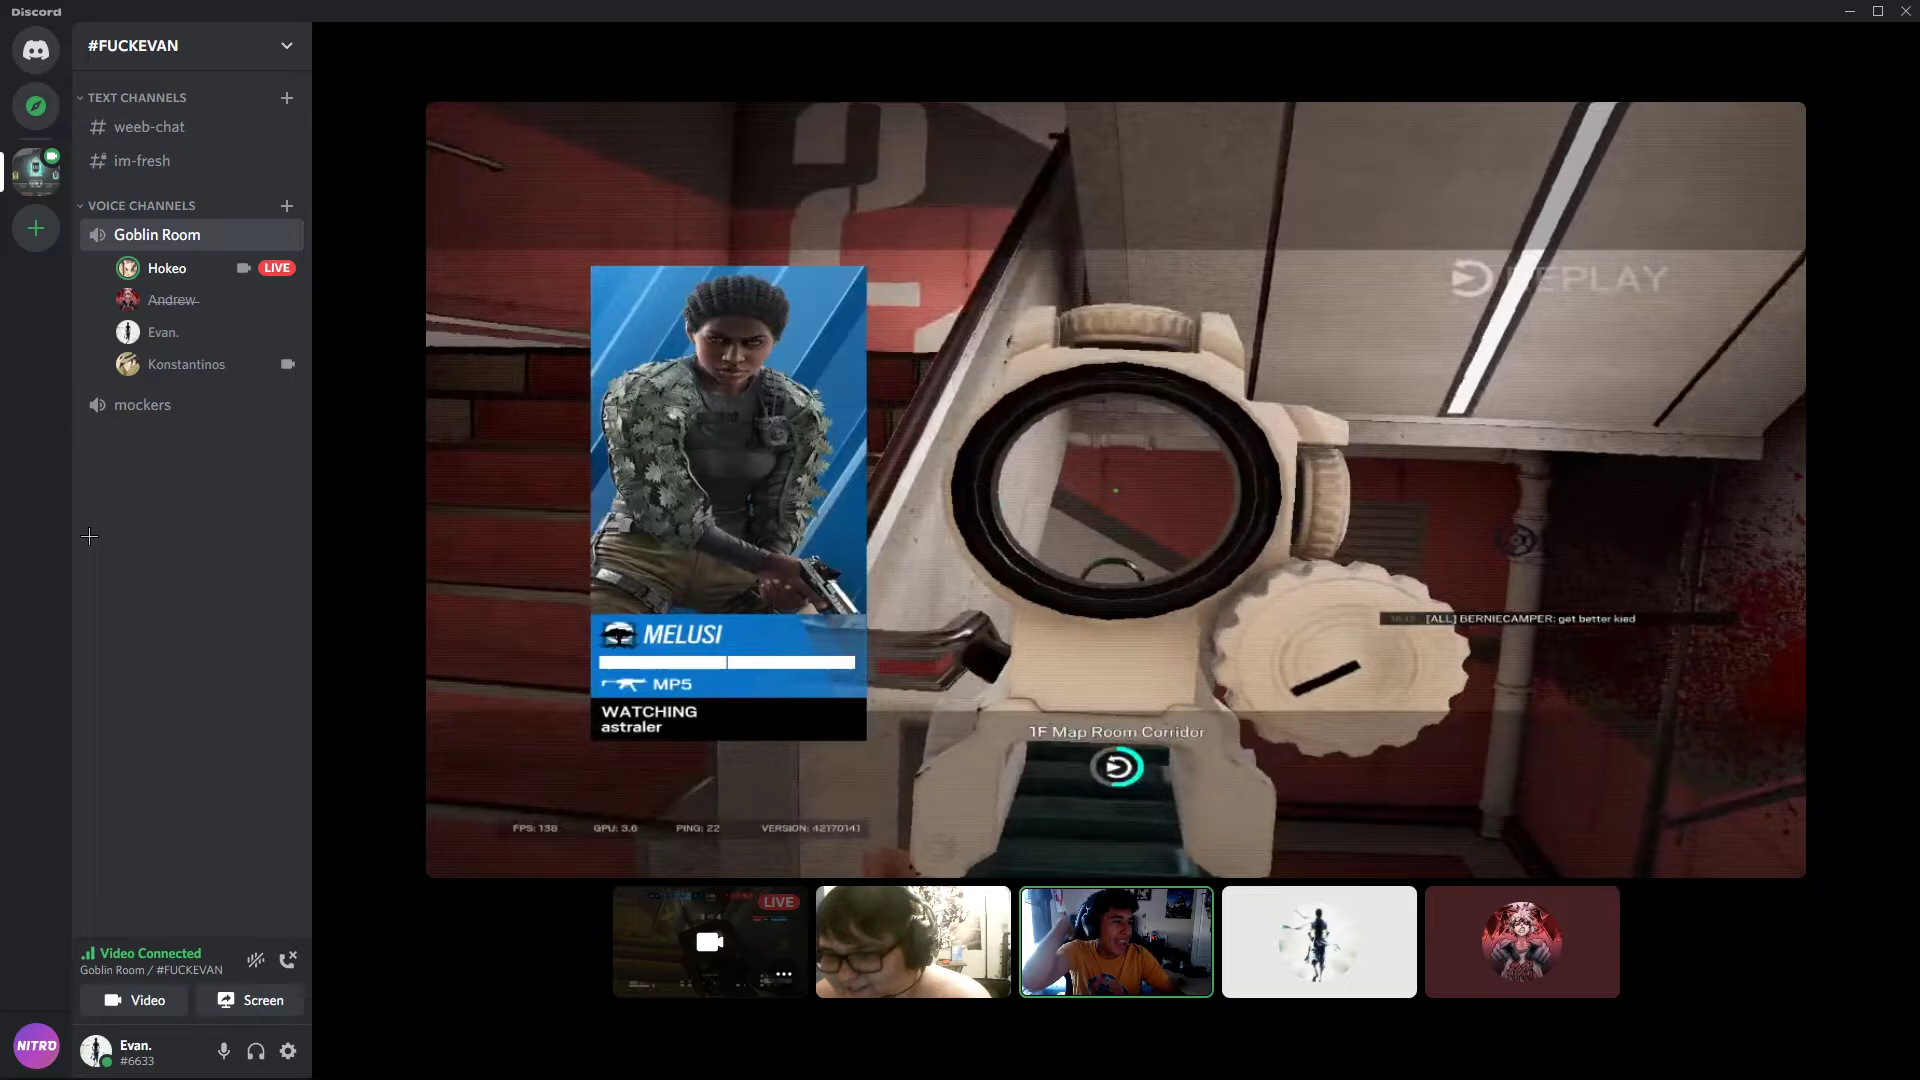 Discord
#FUCKEVAN
TEXT CHANNELS
weeb-chat
im-fresh
VOICE CHANNELS
Goblin Room
Hokeo
LIVE
Andrew
Evan.
Konstantinos
mockers
REPLAY
MELUSI
MP5
WATCHING
astraler
[ALL] BERNIECAMPER: get better kied
1F Map Room Corridor
FPS: 138 GPU: 3.6 PING: 22 VERSION: 42170141
LIVE
Video Connected
Goblin Room / #FUCKEVAN
Video
Screen
NITRO
Evan.
#6633